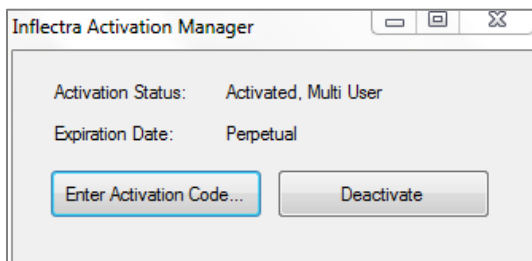 Inflectra Activation Manager
Activation Status: Activated, Multi User
Expiration Date: Perpetual
Enter Activation Code... Deactivate